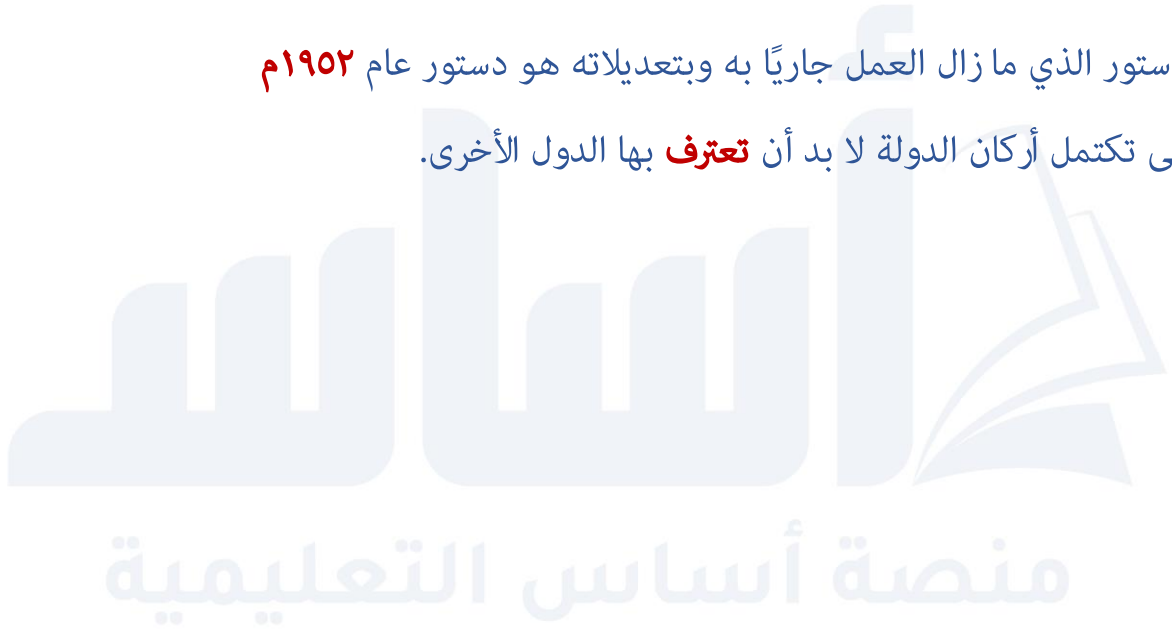 ستور الذي ما زال العمل جاريًا به وبتعديلاته هو دستور عام ١٩٥٢م
ى تكتمل أركان الدولة لا بد أن تعترف بها الدول الأخرى.
أساس
منصة أساس التعليمية